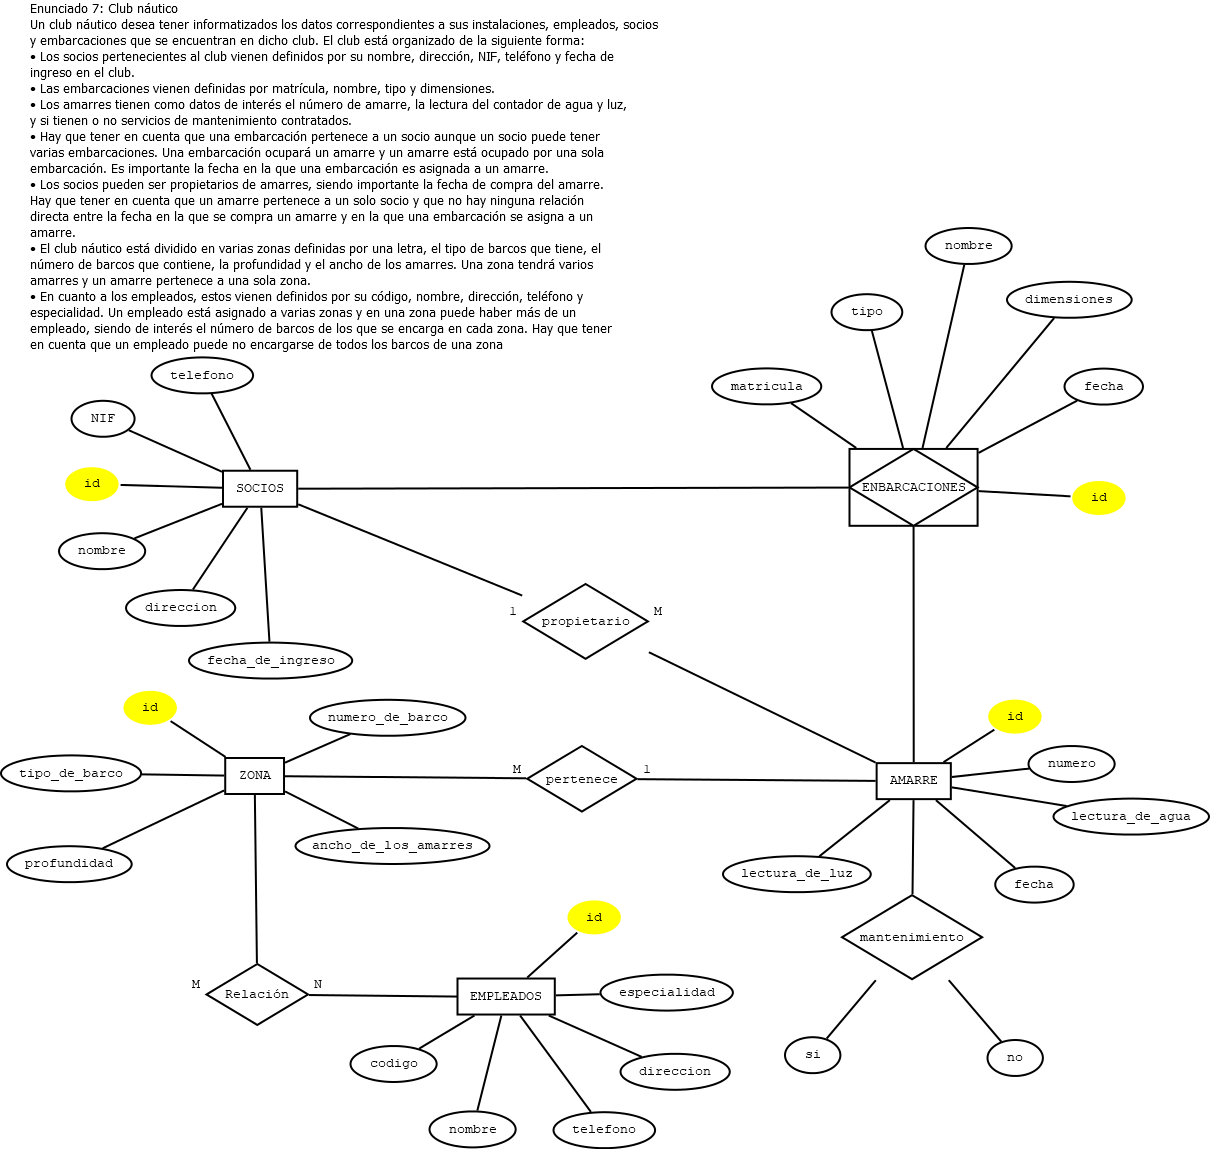 Enunciado 7: Club náutico
Un club náutico desea tener informatizados los datos correspondientes a sus instalaciones, empleados, socios
y embarcaciones que se encuentran en dicho club. El club está organizado de la siguiente forma:
• Los socios pertenecientes al club vienen definidos por su nombre, dirección, NIF, teléfono y fecha de
ingreso en el club.
• Las embarcaciones vienen definidas por matrícula, nombre, tipo y dimensiones.
• Los amarres tienen como datos de interés el número de amarre, la lectura del contador de agua y luz,
y si tienen o no servicios de mantenimiento contratados.
• Hay que tener en cuenta que una embarcación pertenece a un socio aunque un socio puede tener
varias embarcaciones. Una embarcación ocupará un amarre y un amarre está ocupado por una sola
embarcación. Es importante la fecha en la que una embarcación es asignada a un amarre.
• Los socios pueden ser propietarios de amarres, siendo importante la fecha de compra del amarre.
Hay que tener en cuenta que un amarre pertenece a un solo socio y que no hay ninguna relación
directa entre la fecha en la que se compra un amarre y en la que una embarcación se asigna a un
amarre.
• El club náutico está dividido en varias zonas definidas por una letra, el tipo de barcos que tiene, el
número de barcos que contiene, la profundidad y el ancho de los amarres. Una zona tendrá varios
amarres y un amarre pertenece a una sola zona.
• En cuanto a los empleados, estos vienen definidos por su código, nombre, dirección, teléfono y
especialidad. Un empleado está asignado a varias zonas y en una zona puede haber más de un
empleado, siendo de interés el número de barcos de los que se encarga en cada zona. Hay que tener
en cuenta que un empleado puede no encargarse de todos los barcos de una zona
nombre
dimensiones
tipo
telefono
matricula
fecha
NIF
id
SOCIOS
ENBARCACIONES
id
nombre
direccion
1
M
propietario
fecha_de_ingreso
id
numero_de_barco
id
tipo_de_barco
ZONA
M
pertenece
1
AMARRE
numero
lectura_de_agua
profundidad
ancho_de_los_amarres
lectura_de_luz
fecha
id
mantenimiento
M
Relación
N
EMPLEADOS
especialidad
codigo
direccion
si
no
nombre
telefono